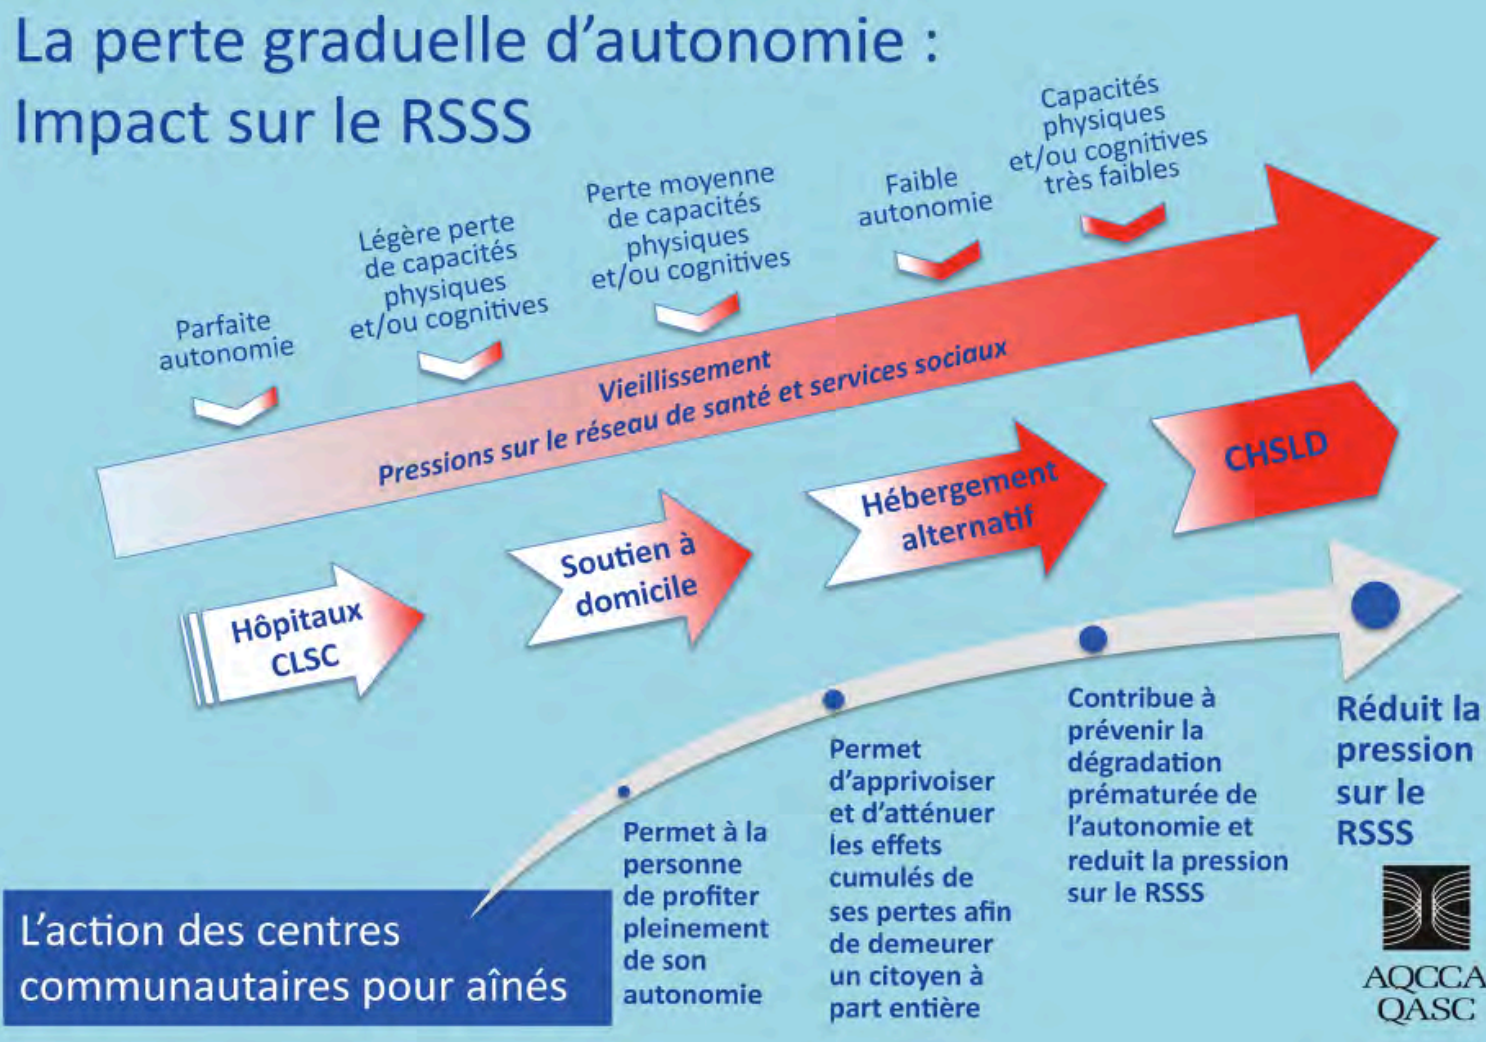 La perte graduelle d'autonomie :
Impact sur le RSSS
Parfaite
autonomie
Légère perte
de capacités
physiques
et/ou cognitives
Perte moyenne
de capacités
physiques
et/ou cognitives
Faible
autonomie
Capacités
physiques
et/ou cognitives
très faibles
Vieillissement
Pressions sur le réseau de santé et services sociaux
Hôpitaux
CLSC
Soutien à
domicile
Hébergement
alternatif
CHSLD
L'action des centres
communautaires pour aînés
Permet à la
personne
de profiter
pleinement
de son
autonomie
Permet
d'apprivoiser
et d'atténuer
les effets
cumulés de
ses pertes afin
de demeurer
un citoyen à
part entière
Contribue à
prévenir la
dégradation
prématurée de
l'autonomie et
reduit la pression
sur le RSSS
Réduit la
pression
sur le
RSSS
AQCCA
QASC